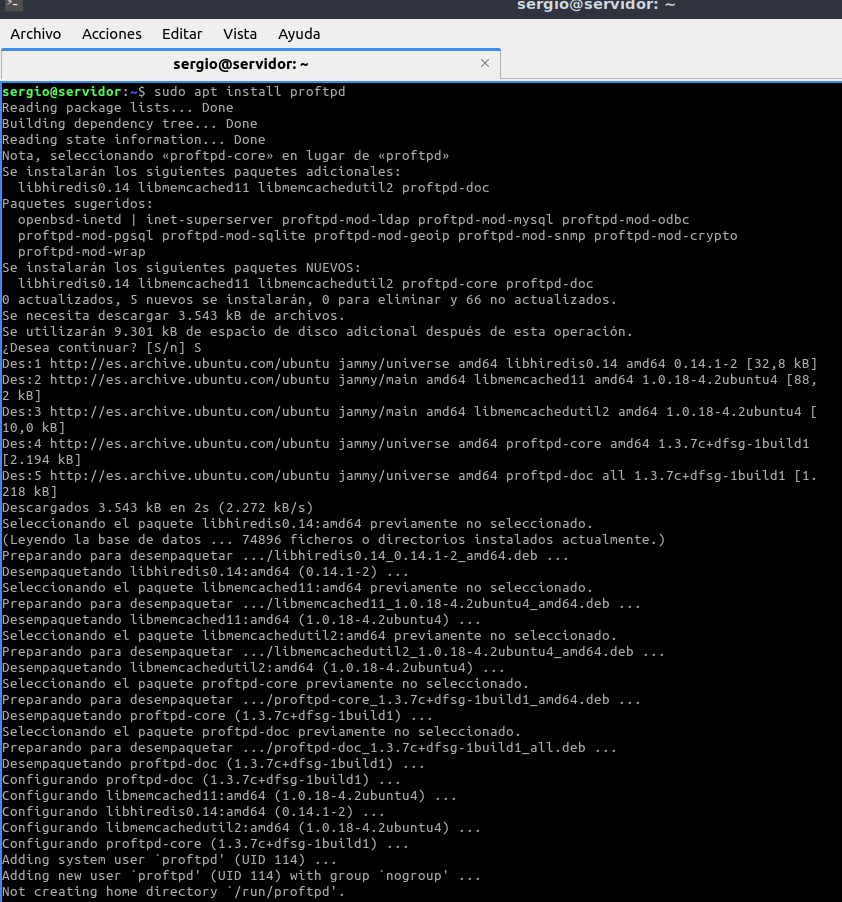 sergio@servidor: ~
Archivo Acciones Editar Vista Ayuda
sergio@servidor: ~
sergio@servidor:~$ sudo apt install proftpd
Reading package lists... Done
Building dependency tree... Done
Reading state information... Done
Nota, seleccionando «proftpd-core» en lugar de «proftpd»
Se instalarán los siguientes paquetes adicionales:
  libhiredis0.14 libmemcached11 libmemcachedutil2 proftpd-doc
Paquetes sugeridos:
  openbsd-inetd | inet-superserver proftpd-mod-ldap proftpd-mod-mysql proftpd-mod-odbc
  proftpd-mod-pgsql proftpd-mod-sqlite proftpd-mod-geoip proftpd-mod-snmp proftpd-mod-crypto
  proftpd-mod-wrap
Se instalarán los siguientes paquetes NUEVOS:
  libhiredis0.14 libmemcached11 libmemcachedutil2 proftpd-core proftpd-doc
0 actualizados, 5 nuevos se instalarán, 0 para eliminar y 66 no actualizados.
Se necesita descargar 3.543 kB de archivos.
Se utilizarán 9.301 kB de espacio de disco adicional después de esta operación.
¿Desea continuar? [S/n] S
Des:1 http://es.archive.ubuntu.com/ubuntu jammy/universe amd64 libhiredis0.14 amd64 0.14.1-2 [32,8 kB]
Des:2 http://es.archive.ubuntu.com/ubuntu jammy/main amd64 libmemcached11 amd64 1.0.18-4.2ubuntu4 [88,
2 kB]
Des:3 http://es.archive.ubuntu.com/ubuntu jammy/main amd64 libmemcachedutil2 amd64 1.0.18-4.2ubuntu4 [
10,0 kB]
Des:4 http://es.archive.ubuntu.com/ubuntu jammy/universe amd64 proftpd-core amd64 1.3.7c+dfsg-1build1
[2.194 kB]
Des:5 http://es.archive.ubuntu.com/ubuntu jammy/universe amd64 proftpd-doc all 1.3.7c+dfsg-1build1 [1.
218 kB]
Descargados 3.543 kB en 2s (2.272 kB/s)
Seleccionando el paquete libhiredis0.14:amd64 previamente no seleccionado.
(Leyendo la base de datos ... 74896 ficheros o directorios instalados actualmente.)
Preparando para desempaquetar .../libhiredis0.14_0.14.1-2_amd64.deb ...
Desempaquetando libhiredis0.14:amd64 (0.14.1-2) ...
Seleccionando el paquete libmemcached11:amd64 previamente no seleccionado.
Preparando para desempaquetar .../libmemcached11_1.0.18-4.2ubuntu4_amd64.deb ...
Desempaquetando libmemcached11:amd64 (1.0.18-4.2ubuntu4) ...
Seleccionando el paquete libmemcachedutil2:amd64 previamente no seleccionado.
Preparando para desempaquetar .../libmemcachedutil2_1.0.18-4.2ubuntu4_amd64.deb ...
Desempaquetando libmemcachedutil2:amd64 (1.0.18-4.2ubuntu4) ...
Seleccionando el paquete proftpd-core previamente no seleccionado.
Preparando para desempaquetar .../proftpd-core_1.3.7c+dfsg-1build1_amd64.deb ...
Desempaquetando proftpd-core (1.3.7c+dfsg-1build1) ...
Seleccionando el paquete proftpd-doc previamente no seleccionado.
Preparando para desempaquetar .../proftpd-doc_1.3.7c+dfsg-1build1_all.deb ...
Desempaquetando proftpd-doc (1.3.7c+dfsg-1build1) ...
Configurando proftpd-doc (1.3.7c+dfsg-1build1) ...
Configurando libmemcached11:amd64 (1.0.18-4.2ubuntu4) ...
Configurando libhiredis0.14:amd64 (0.14.1-2) ...
Configurando libmemcachedutil2:amd64 (1.0.18-4.2ubuntu4) ...
Configurando proftpd-core (1.3.7c+dfsg-1build1) ...
Adding system user `proftpd' (UID 114) ...
Adding new user `proftpd' (UID 114) with group `nogroup' ...
Not creating home directory `/run/proftpd'.